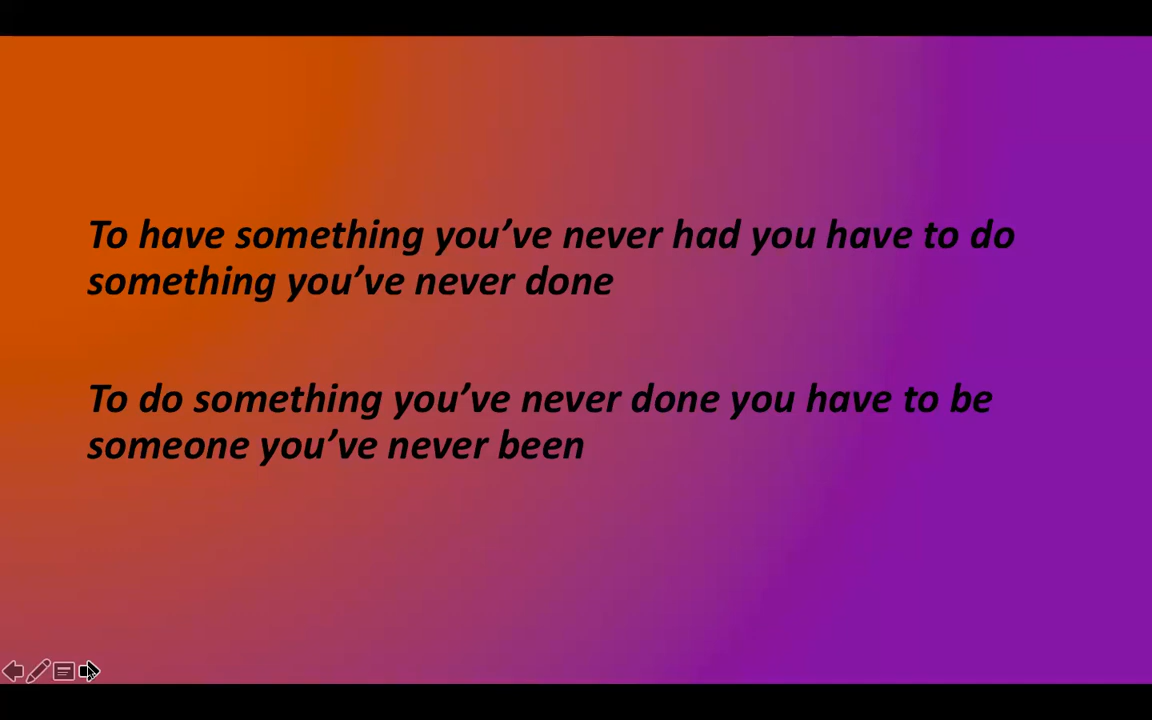 To have something you’ve never had you have to do
something you’ve never done
To do something you’ve never done you have to be
someone you’ve never been